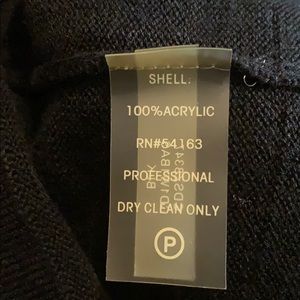 SHELL:
100% ACRYLIC
RN#54163
PROFESSIONAL
DRY CLEAN ONLY
P